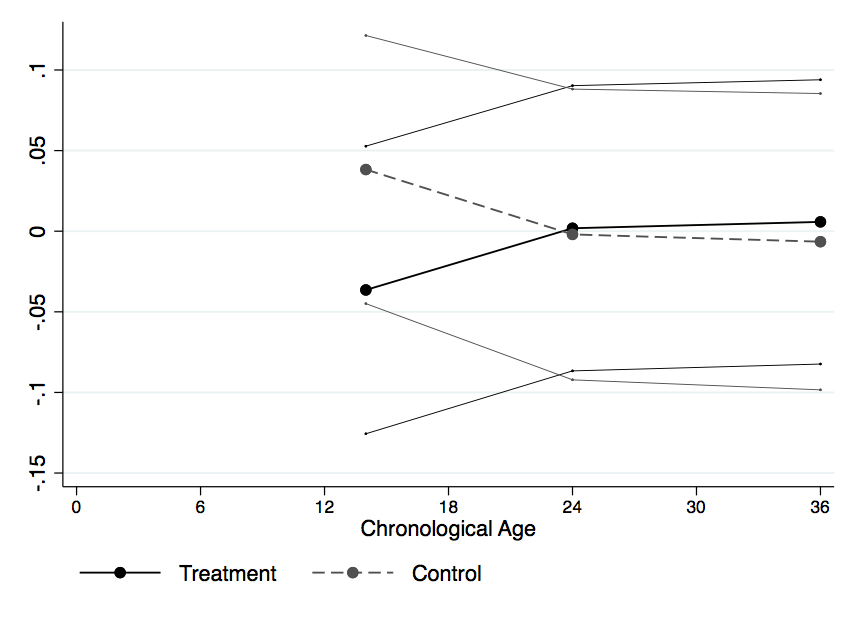 .1
.05
0
-.05
-.1
-.15
0 6 12 18 24 30 36
Chronological Age
Treatment Control